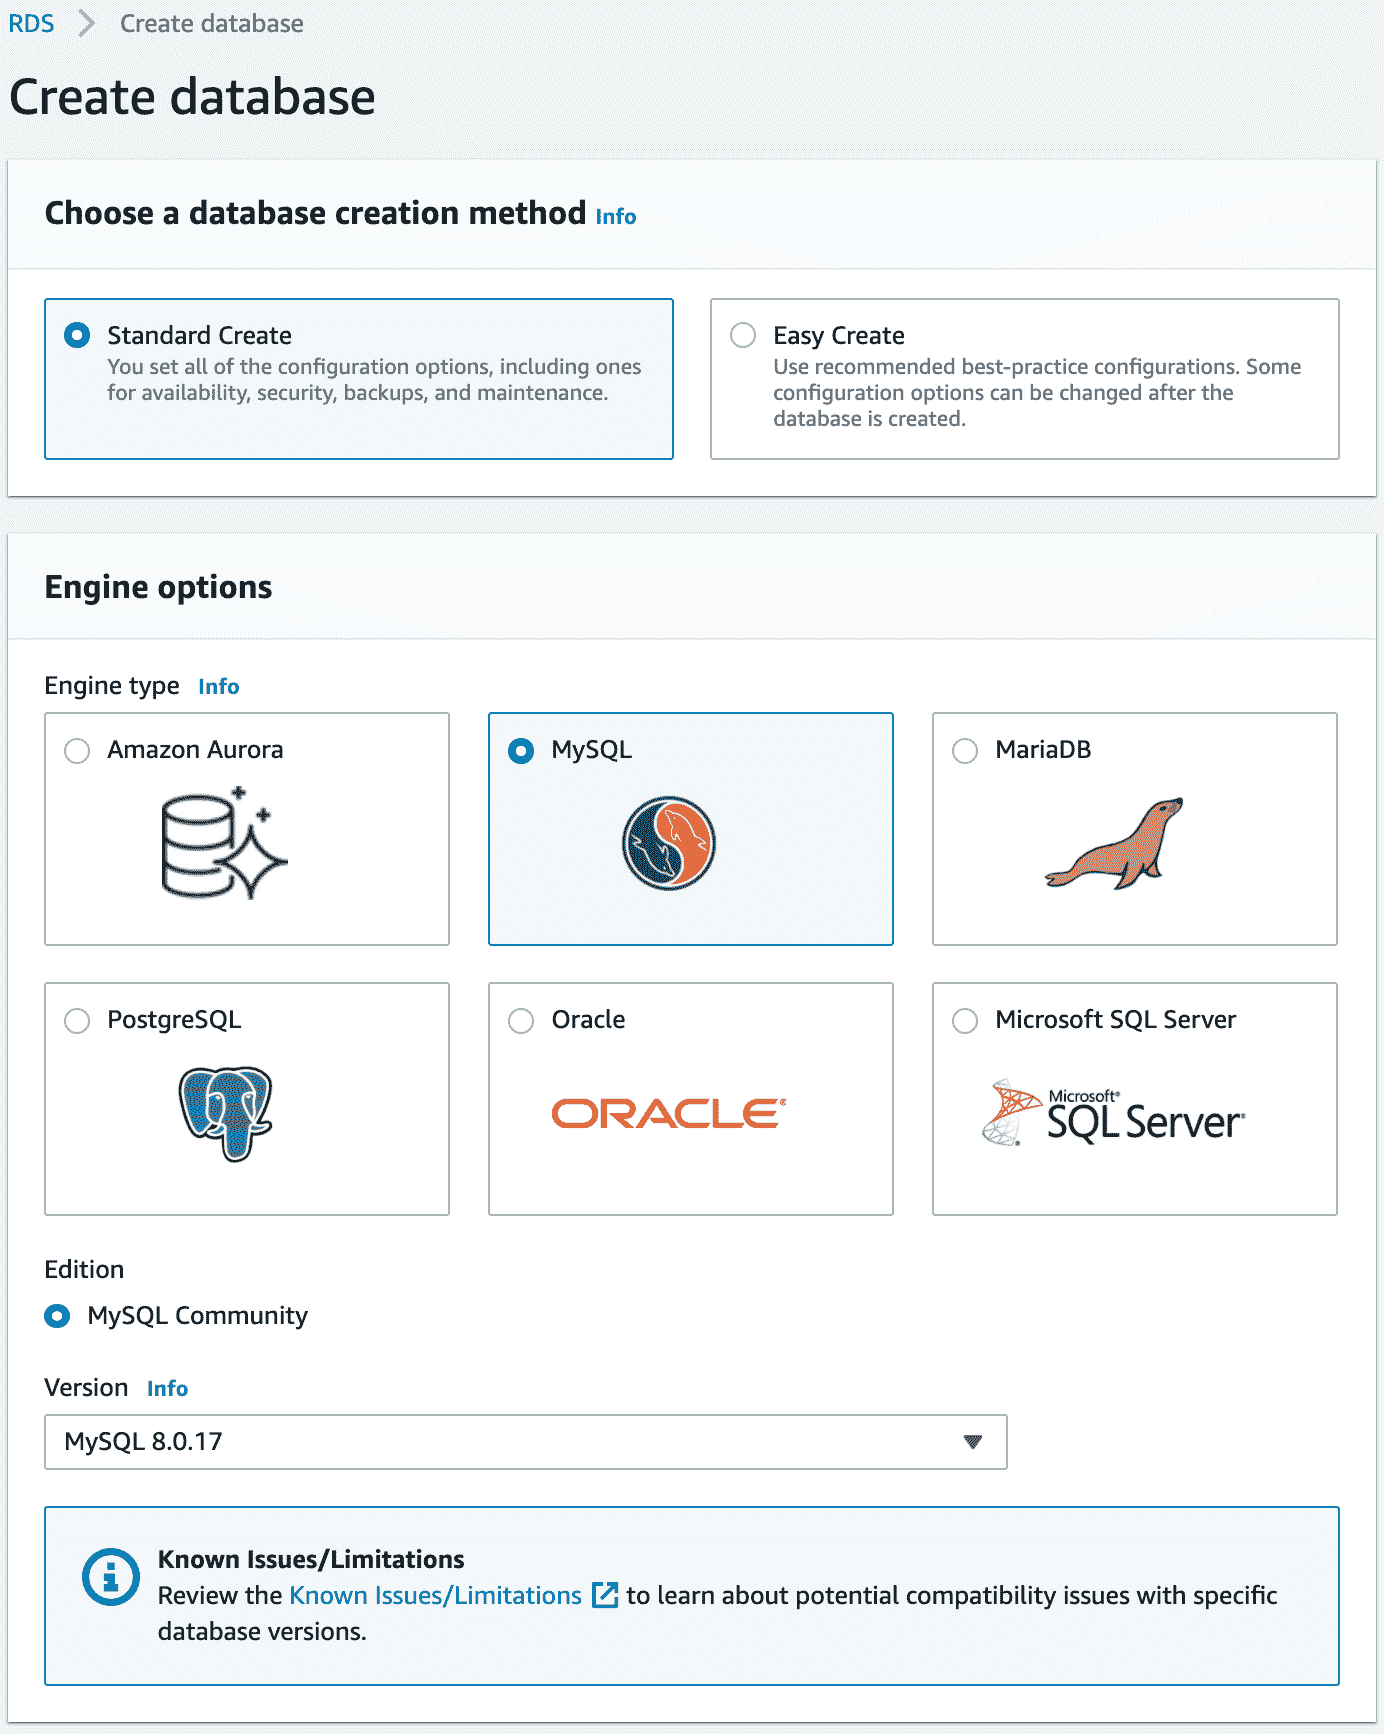 RDS Create database
Create database
Choose a database creation method Info
Standard Create
You set all of the configuration options, including ones
for availability, security, backups, and maintenance.
Easy Create
Use recommended best-practice configurations. Some
configuration options can be changed after the
database is created.
Engine options
Engine type Info
Amazon Aurora
MySQL
MariaDB
PostgreSQL
Oracle
ORACLE®
Microsoft SQL Server
Microsoft®
SQL Server®
Edition
MySQL Community
Version Info
MySQL 8.0.17
Known Issues/Limitations
Review the Known Issues/Limitations to learn about potential compatibility issues with specific
database versions.